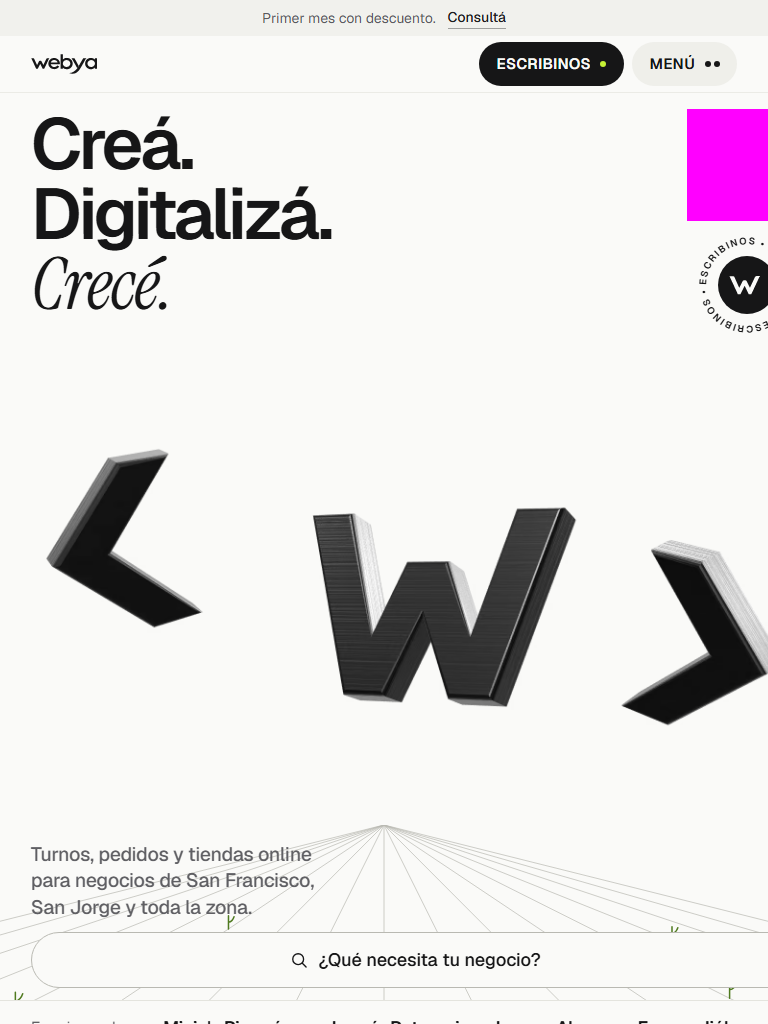 Primer mes con descuento. Consultá
webya
ESCRIBINOS
MENÚ
Creá.
Digitalizá.
Crecé.
ESCRIBINOS • ESCRIBINOS •
W
W
Turnos, pedidos y tiendas online
para negocios de San Francisco,
San Jorge y toda la zona.
¿Qué necesita tu negocio?